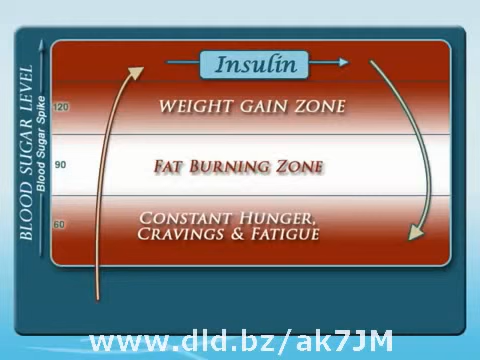 Insulin
BLOOD SUGAR LEVEL
Blood Sugar Spike
120
WEIGHT GAIN ZONE
90
FAT BURNING ZONE
60
CONSTANT HUNGER,
CRAVINGS & FATIGUE
www.dld.bz/ak7JM